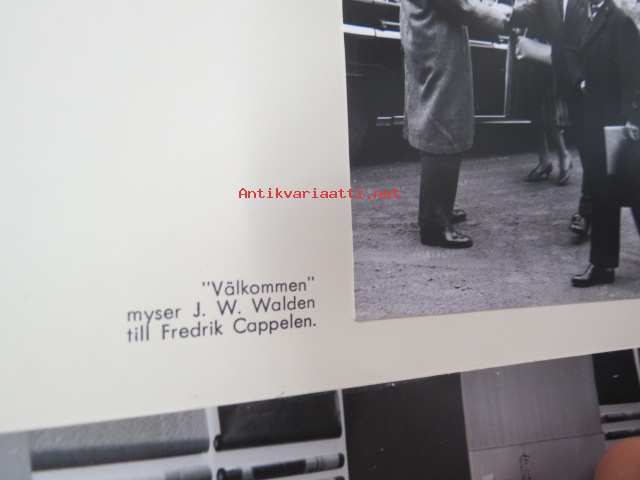 Antikvariaatti.net
"Välkommen"
myser J. W. Walden
till Fredrik Cappelen.